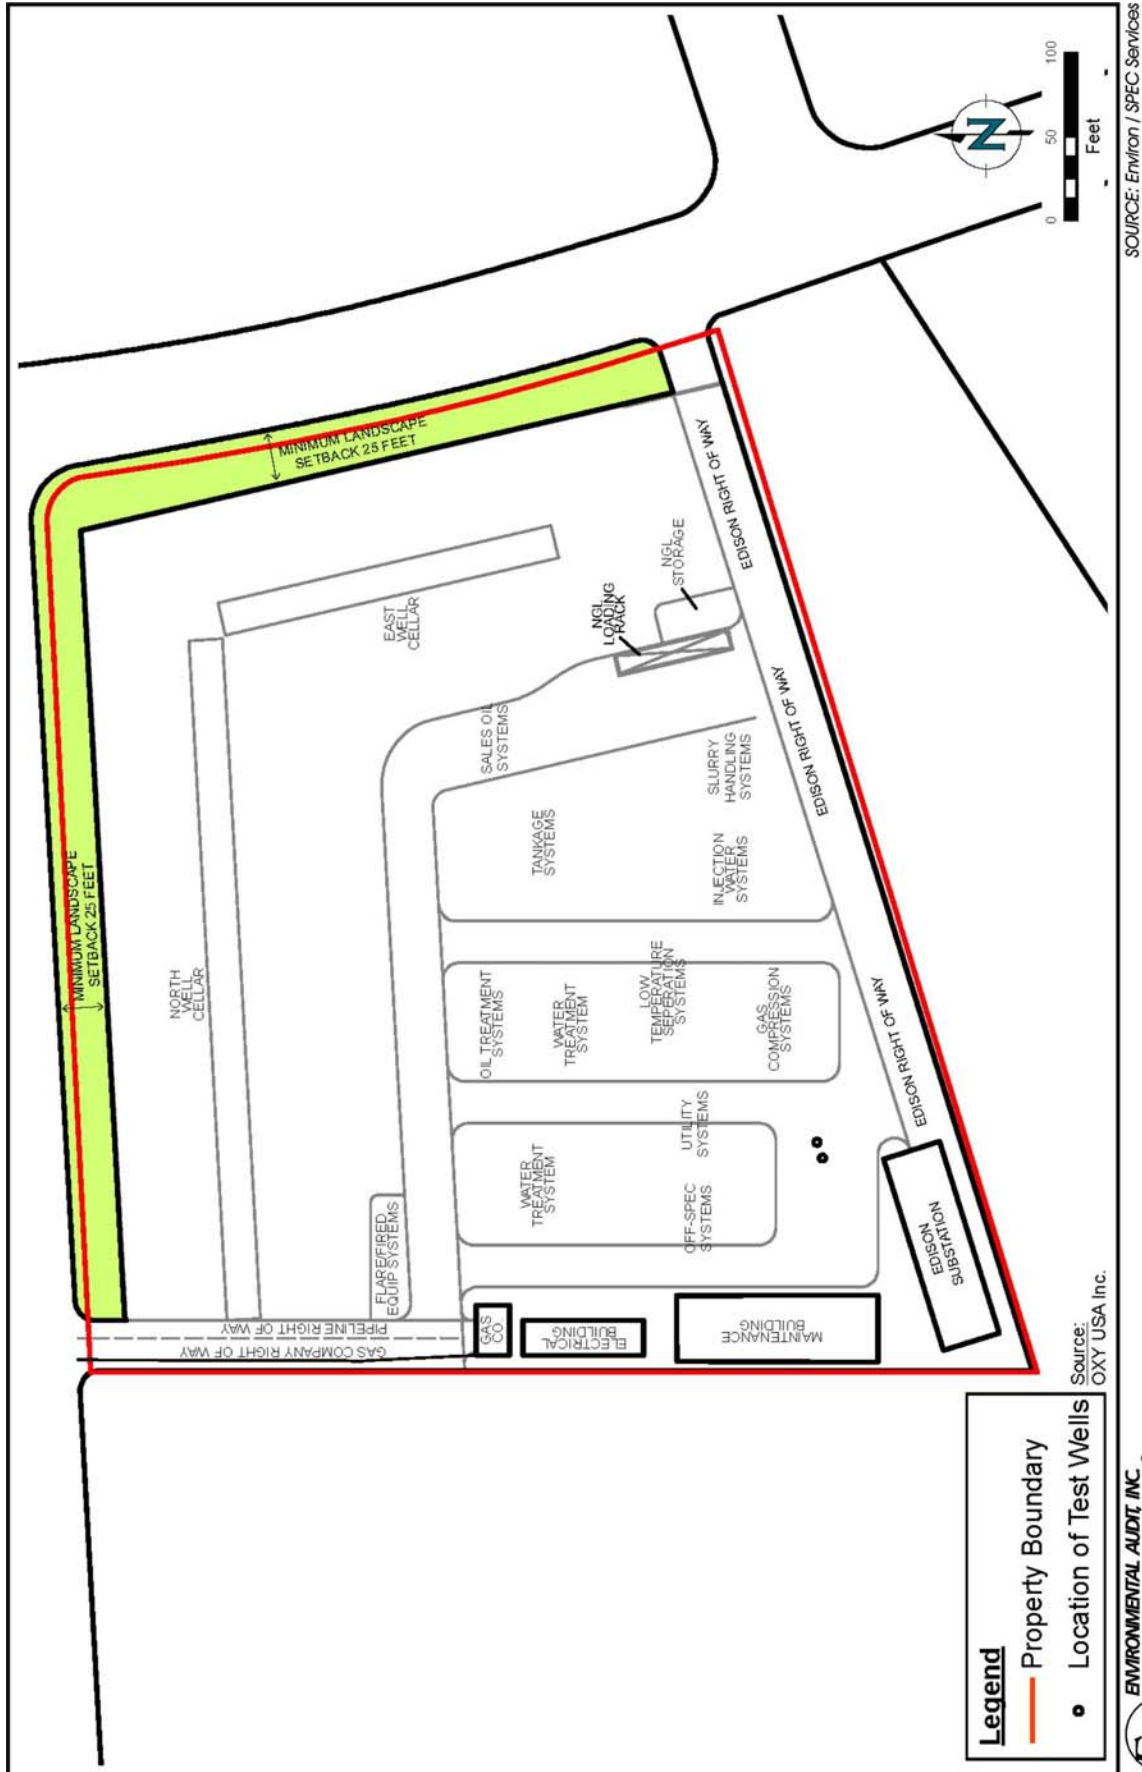 MINIMUM LANDSCAPE
SETBACK 25 FEET
MINIMUM LANDSCAPE
SETBACK 25 FEET
GAS COMPANY RIGHT OF WAY
PIPELINE RIGHT OF WAY
NORTH
WELL
CELLAR
EAST
WELL
CELLAR
FLARE/FIRED
EQUIP SYSTEMS
SALES OIL
SYSTEMS
GAS
CO.
ELECTRICAL
BUILDING
MAINTENANCE
BUILDING
WATER
TREATMENT
SYSTEM
OIL TREATMENT
SYSTEMS
WATER
TREATMENT
SYSTEM
TANKAGE
SYSTEMS
NGL
LOADING
RACK
NGL
STORAGE
OFF-SPEC
SYSTEMS
UTILITY
SYSTEMS
LOW
TEMPERATURE
SEPERATION
SYSTEMS
GAS
COMPRESSION
SYSTEMS
INJECTION
WATER
SYSTEMS
SLURRY
HANDLING
SYSTEMS
EDISON
SUBSTATION
EDISON RIGHT OF WAY
EDISON RIGHT OF WAY
EDISON RIGHT OF WAY
N
0 50 100
Feet
Legend
Property Boundary
Location of Test Wells
Source:
OXY USA Inc.
ENVIRONMENTAL AUDIT, INC.
SOURCE: Environ / SPEC Services